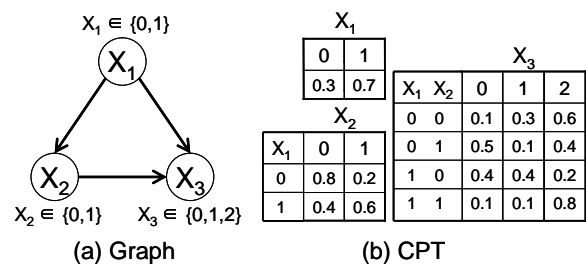 X₁ ∈ {0,1}
X₁
X₂
X₃
X₂ ∈ {0,1}
X₃ ∈ {0,1,2}
(a) Graph
X₁
0 1
0.3 0.7
X₂
X₁ 0 1
0 0.8 0.2
1 0.4 0.6
X₃
X₁ X₂ 0 1 2
0 0 0.1 0.3 0.6
0 1 0.5 0.1 0.4
1 0 0.4 0.4 0.2
1 1 0.1 0.1 0.8
(b) CPT